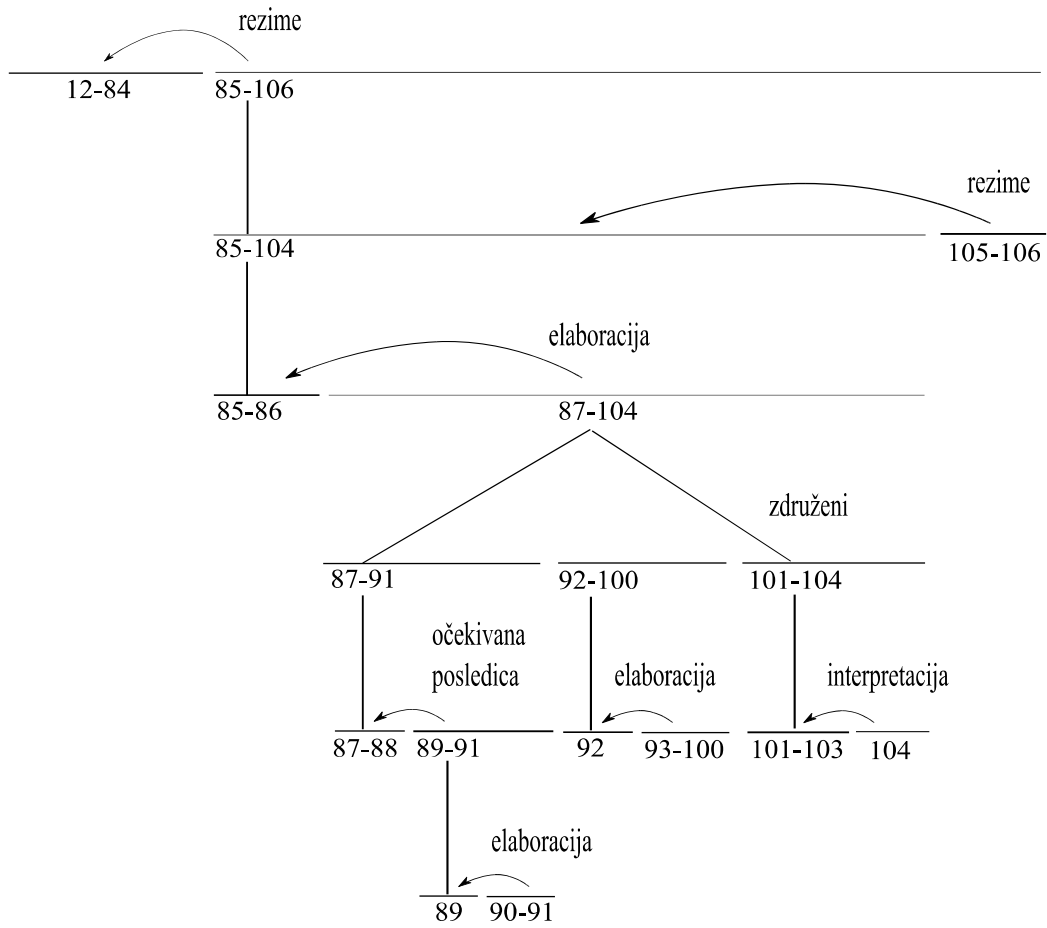 rezime
12-84
85-106
rezime
85-104
105-106
elaboracija
85-86
87-104
združeni
87-91
92-100
101-104
očekivana
posledica
elaboracija
interpretacija
87-88
89-91
92
93-100
101-103
104
elaboracija
89
90-91